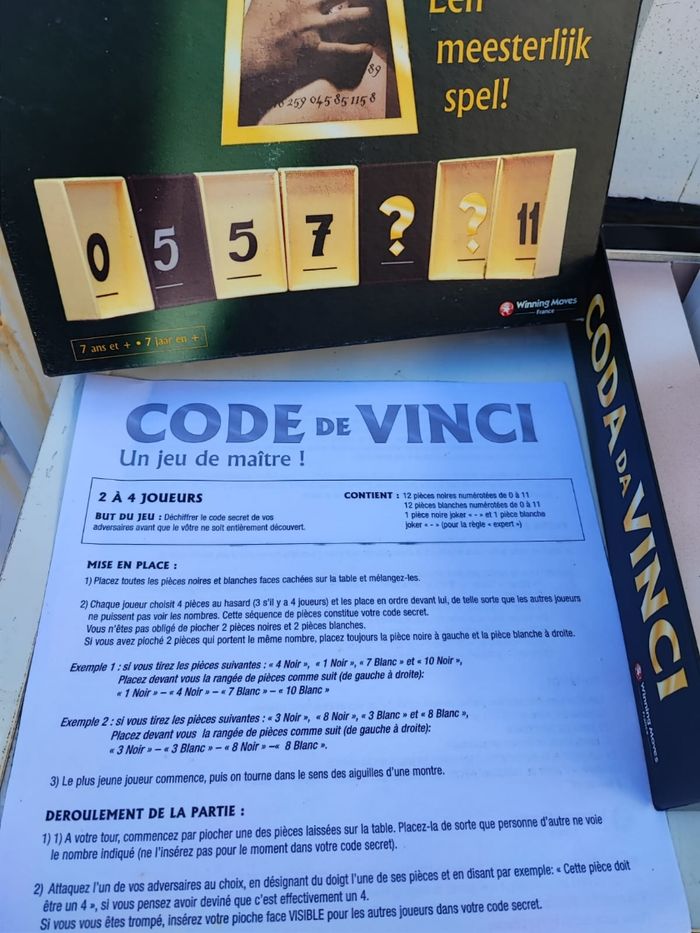 meesterlijk
spel!
89
259 045 85 115 8
0 5 5 7 ? ? 11
Winning Moves
France
7 ans et + • 7 jaar en +
CODA DA VINCI
Winning Moves
CODE DE VINCI
Un jeu de maître !
2 À 4 JOUEURS
BUT DU JEU : Déchiffrer le code secret de vos
adversaires avant que le vôtre ne soit entièrement découvert.
CONTIENT : 12 pièces noires numérotées de 0 à 11
12 pièces blanches numérotées de 0 à 11
1 pièce noire joker « - » et 1 pièce blanche
joker « - » (pour la règle « expert »)
MISE EN PLACE :
1) Placez toutes les pièces noires et blanches faces cachées sur la table et mélangez-les.
2) Chaque joueur choisit 4 pièces au hasard (3 s'il y a 4 joueurs) et les place en ordre devant lui, de telle sorte que les autres joueurs
ne puissent pas voir les nombres. Cette séquence de pièces constitue votre code secret.
Vous n'êtes pas obligé de piocher 2 pièces noires et 2 pièces blanches.
Si vous avez pioché 2 pièces qui portent le même nombre, placez toujours la pièce noire à gauche et la pièce blanche à droite.
Exemple 1 : si vous tirez les pièces suivantes : « 4 Noir », « 1 Noir », « 7 Blanc » et « 10 Noir »,
Placez devant vous la rangée de pièces comme suit (de gauche à droite):
« 1 Noir » – « 4 Noir » – « 7 Blanc » – « 10 Blanc »
Exemple 2 : si vous tirez les pièces suivantes : « 3 Noir », « 8 Noir », « 3 Blanc » et « 8 Blanc »,
Placez devant vous la rangée de pièces comme suit (de gauche à droite):
« 3 Noir » – « 3 Blanc » – « 8 Noir » –« 8 Blanc ».
3) Le plus jeune joueur commence, puis on tourne dans le sens des aiguilles d'une montre.
DEROULEMENT DE LA PARTIE :
1) 1) A votre tour, commencez par piocher une des pièces laissées sur la table. Placez-la de sorte que personne d'autre ne voie
le nombre indiqué (ne l'insérez pas pour le moment dans votre code secret).
2) Attaquez l'un de vos adversaires au choix, en désignant du doigt l'une de ses pièces et en disant par exemple: « Cette pièce doit
être un 4 », si vous pensez avoir deviné que c'est effectivement un 4.
Si vous vous êtes trompé, insérez votre pioche face VISIBLE pour les autres joueurs dans votre code secret.